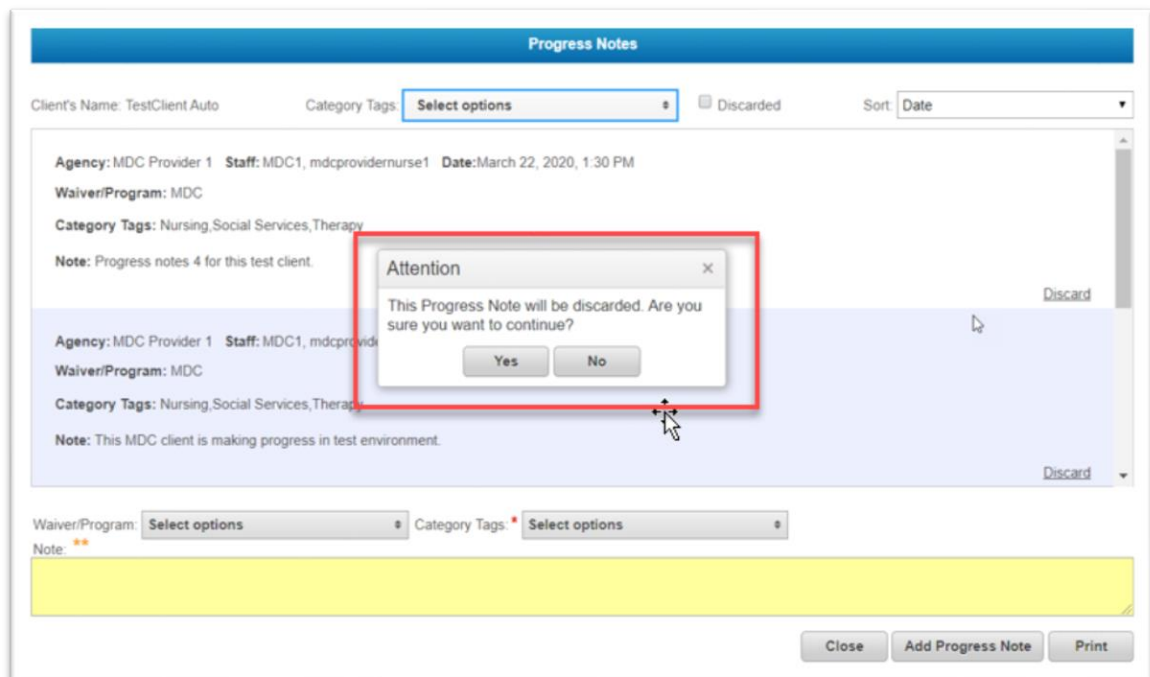 Progress Notes
Client's Name: TestClient Auto Category Tags: Select options Discarded Sort: Date
Agency: MDC Provider 1 Staff: MDC1, mdcprovidernurse1 Date:March 22, 2020, 1:30 PM
Waiver/Program: MDC
Category Tags: Nursing,Social Services,Therapy
Note: Progress notes 4 for this test client.
Discard
Attention ×
This Progress Note will be discarded. Are you
sure you want to continue?
Yes No
Agency: MDC Provider 1 Staff: MDC1,
Waiver/Program: MDC
Category Tags: Nursing,Social Services,Therapy
Note: This MDC client is making progress in test environment.
Discard
Waiver/Program: Select options Category Tags: * Select options
Note: **
Close Add Progress Note Print